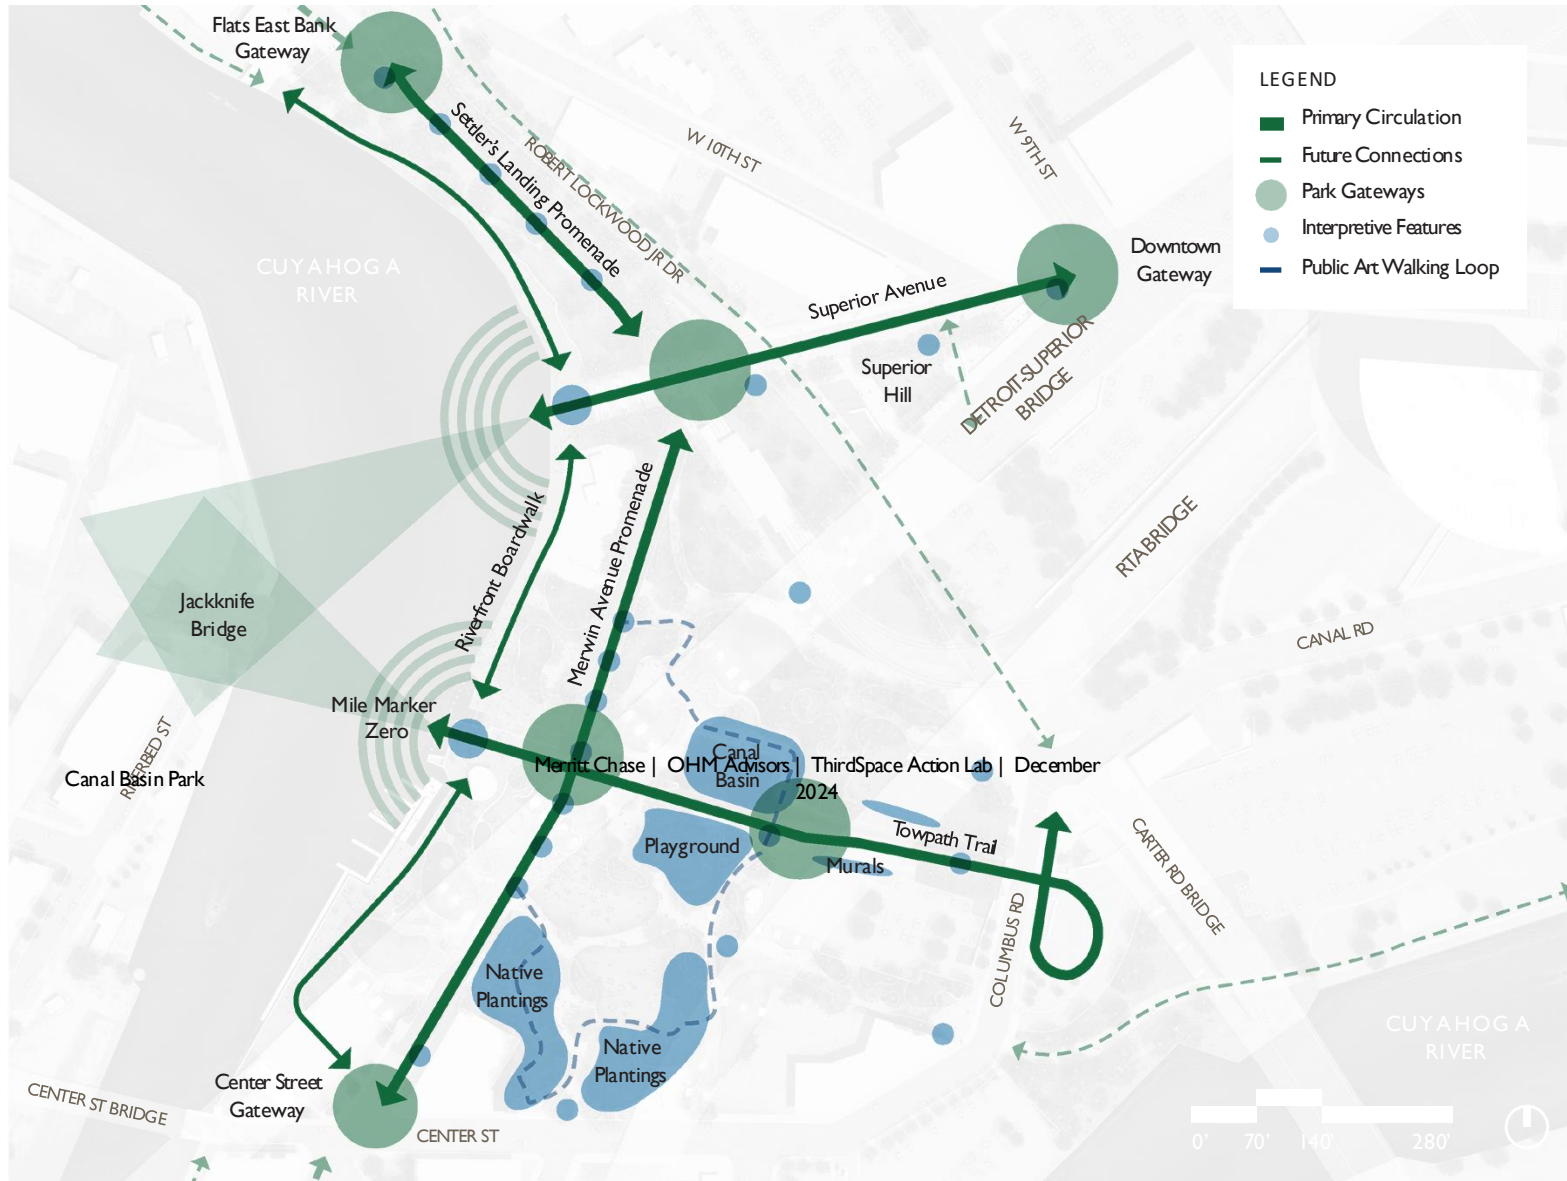 Flats East Bank
Gateway
LEGEND
Primary Circulation
Future Connections
Park Gateways
Interpretive Features
Public Art Walking Loop
Settler's Landing Promenade
ROBERT LOCKWOOD JR DR
W 10TH ST
W 9TH ST
CUYAHOGA
RIVER
Downtown
Gateway
Superior Avenue
Superior
Hill
DETROIT-SUPERIOR
BRIDGE
RTA BRIDGE
CANAL RD
Riverfront Boardwalk
Merwin Avenue Promenade
Jackknife
Bridge
Mile Marker
Zero
RIVERBED ST
Canal Basin Park
Canal
Basin
Merritt Chase | OHM Advisors | ThirdSpace Action Lab | December
2024
Playground
Murals
Towpath Trail
CARTER RD BRIDGE
COLUMBUS RD
Native
Plantings
Native
Plantings
CUYAHOGA
RIVER
Center Street
Gateway
CENTER ST BRIDGE
CENTER ST
0' 70' 140' 280'